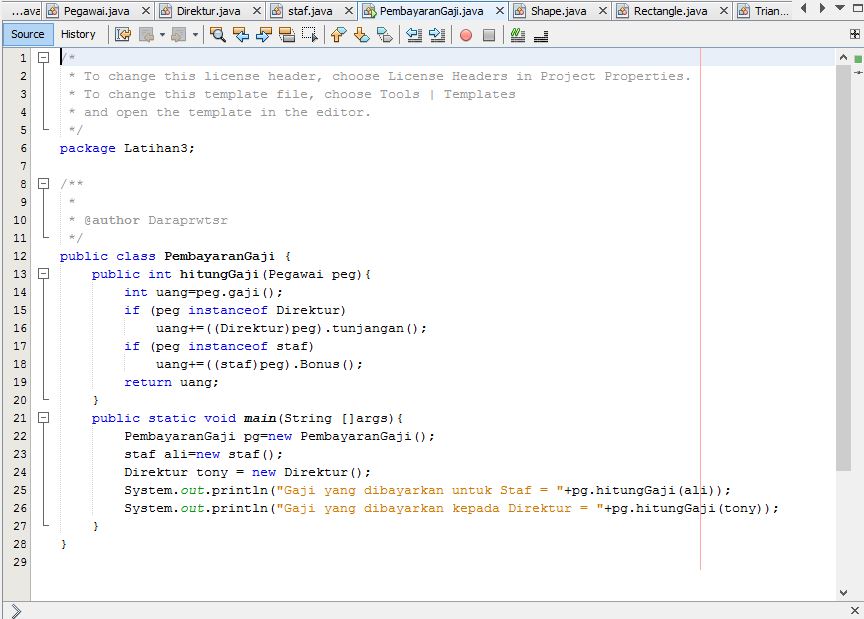 ...ava Pegawai.java Direktur.java staf.java PembayaranGaji.java Shape.java Rectangle.java Trian...
Source History
1 /*
2 * To change this license header, choose License Headers in Project Properties.
3 * To change this template file, choose Tools | Templates
4 * and open the template in the editor.
5 */
6 package Latihan3;
7
8 /**
9 *
10 * @author Daraprwtsr
11 */
12 public class PembayaranGaji {
13 public int hitungGaji(Pegawai peg){
14 int uang=peg.gaji();
15 if (peg instanceof Direktur)
16 uang+=((Direktur)peg).tunjangan();
17 if (peg instanceof staf)
18 uang+=((staf)peg).Bonus();
19 return uang;
20 }
21 public static void main(String []args){
22 PembayaranGaji pg=new PembayaranGaji();
23 staf ali=new staf();
24 Direktur tony = new Direktur();
25 System.out.println("Gaji yang dibayarkan untuk Staf = "+pg.hitungGaji(ali));
26 System.out.println("Gaji yang dibayarkan kepada Direktur = "+pg.hitungGaji(tony));
27 }
28 }
29